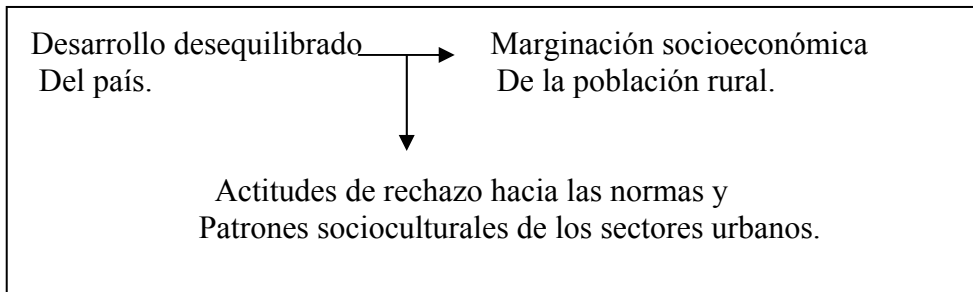 Desarrollo desequilibrado
Del país.
Marginación socioeconómica
De la población rural.
Actitudes de rechazo hacia las normas y
Patrones socioculturales de los sectores urbanos.